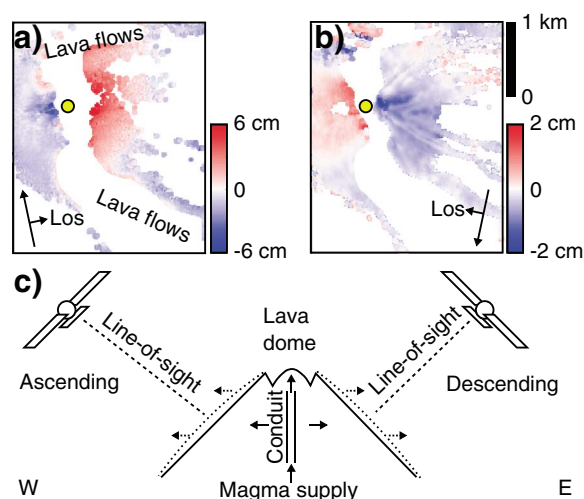 a)
Lava flows
Los
Lava flows
6 cm
0
-6 cm
b)
1 km
Los
2 cm
0
-2 cm
c)
Line-of-sight
Ascending
Lava
dome
Conduit
Line-of-sight
Descending
W
Magma supply
E